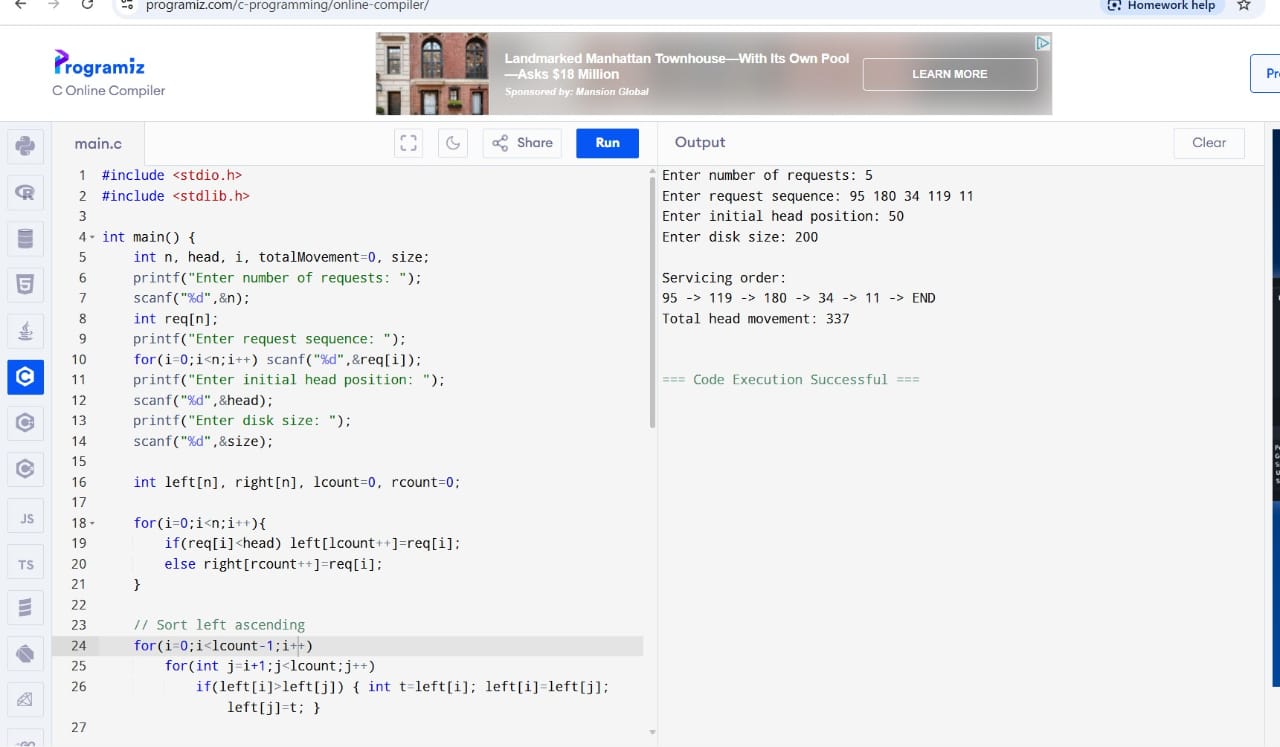 programiz.com/c-programming/online-compiler/
Homework help
Programiz
C Online Compiler
Landmarked Manhattan Townhouse—With Its Own Pool
—Asks $18 Million
Sponsored by: Mansion Global
LEARN MORE
main.c
Share
Run
Output
Clear
1 #include <stdio.h>
2 #include <stdlib.h>
3
4 int main() {
5     int n, head, i, totalMovement=0, size;
6     printf("Enter number of requests: ");
7     scanf("%d",&n);
8     int req[n];
9     printf("Enter request sequence: ");
10     for(i=0;i<n;i++) scanf("%d",&req[i]);
11     printf("Enter initial head position: ");
12     scanf("%d",&head);
13     printf("Enter disk size: ");
14     scanf("%d",&size);
15
16     int left[n], right[n], lcount=0, rcount=0;
17
18     for(i=0;i<n;i++){
19         if(req[i]<head) left[lcount++]=req[i];
20         else right[rcount++]=req[i];
21     }
22
23     // Sort left ascending
24     for(i=0;i<lcount-1;i++)
25         for(int j=i+1;j<lcount;j++)
26             if(left[i]>left[j]) { int t=left[i]; left[i]=left[j];
left[j]=t; }
27
Enter number of requests: 5
Enter request sequence: 95 180 34 119 11
Enter initial head position: 50
Enter disk size: 200
Servicing order:
95 -> 119 -> 180 -> 34 -> 11 -> END
Total head movement: 337
=== Code Execution Successful ===
JS
TS